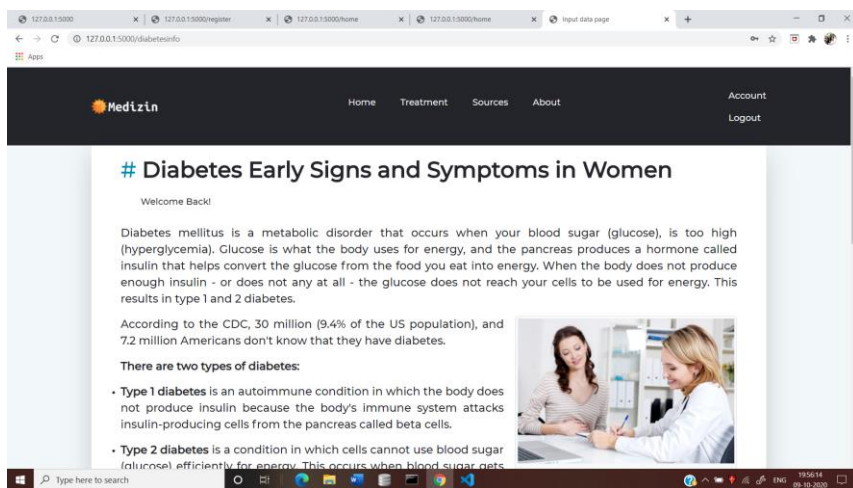 127.0.0.1:5000
127.0.0.1:5000/register
127.0.0.1:5000/home
127.0.0.1:5000/home
Input data page
127.0.0.1:5000/diabetesinfo
Apps
Medizin
Home Treatment Sources About
Account
Logout
# Diabetes Early Signs and Symptoms in Women
Welcome Back!
Diabetes mellitus is a metabolic disorder that occurs when your blood sugar (glucose), is too high
(hyperglycemia). Glucose is what the body uses for energy, and the pancreas produces a hormone called
insulin that helps convert the glucose from the food you eat into energy. When the body does not produce
enough insulin - or does not any at all - the glucose does not reach your cells to be used for energy. This
results in type 1 and 2 diabetes.
According to the CDC, 30 million (9.4% of the US population), and
7.2 million Americans don't know that they have diabetes.
There are two types of diabetes:
• Type 1 diabetes is an autoimmune condition in which the body does
not produce insulin because the body's immune system attacks
insulin-producing cells from the pancreas called beta cells.
• Type 2 diabetes is a condition in which cells cannot use blood sugar
(glucose) efficiently for energy. This occurs when blood sugar gets
Type here to search
ENG
19:56:14
09-10-2020